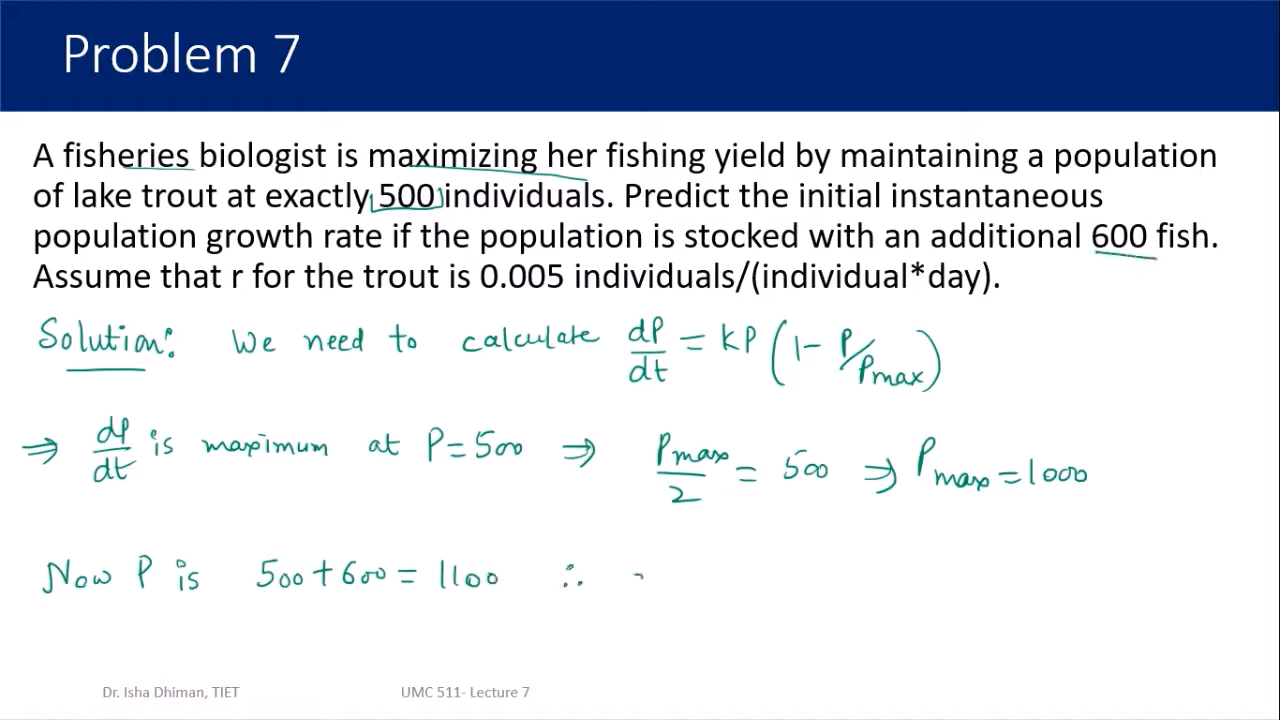 Problem 7
A fisheries biologist is maximizing her fishing yield by maintaining a population
of lake trout at exactly 500 individuals. Predict the initial instantaneous
population growth rate if the population is stocked with an additional 600 fish.
Assume that r for the trout is 0.005 individuals/(individual*day).
Solution: We need to calculate dP/dt = kP (1 - P/Pmax)
⇒ dP/dt is maximum at P = 500 ⇒ Pmax/2 = 500 ⇒ Pmax = 1000
Now P is 500 + 600 = 1100 ∴
Dr. Isha Dhiman, TIET UMC 511- Lecture 7